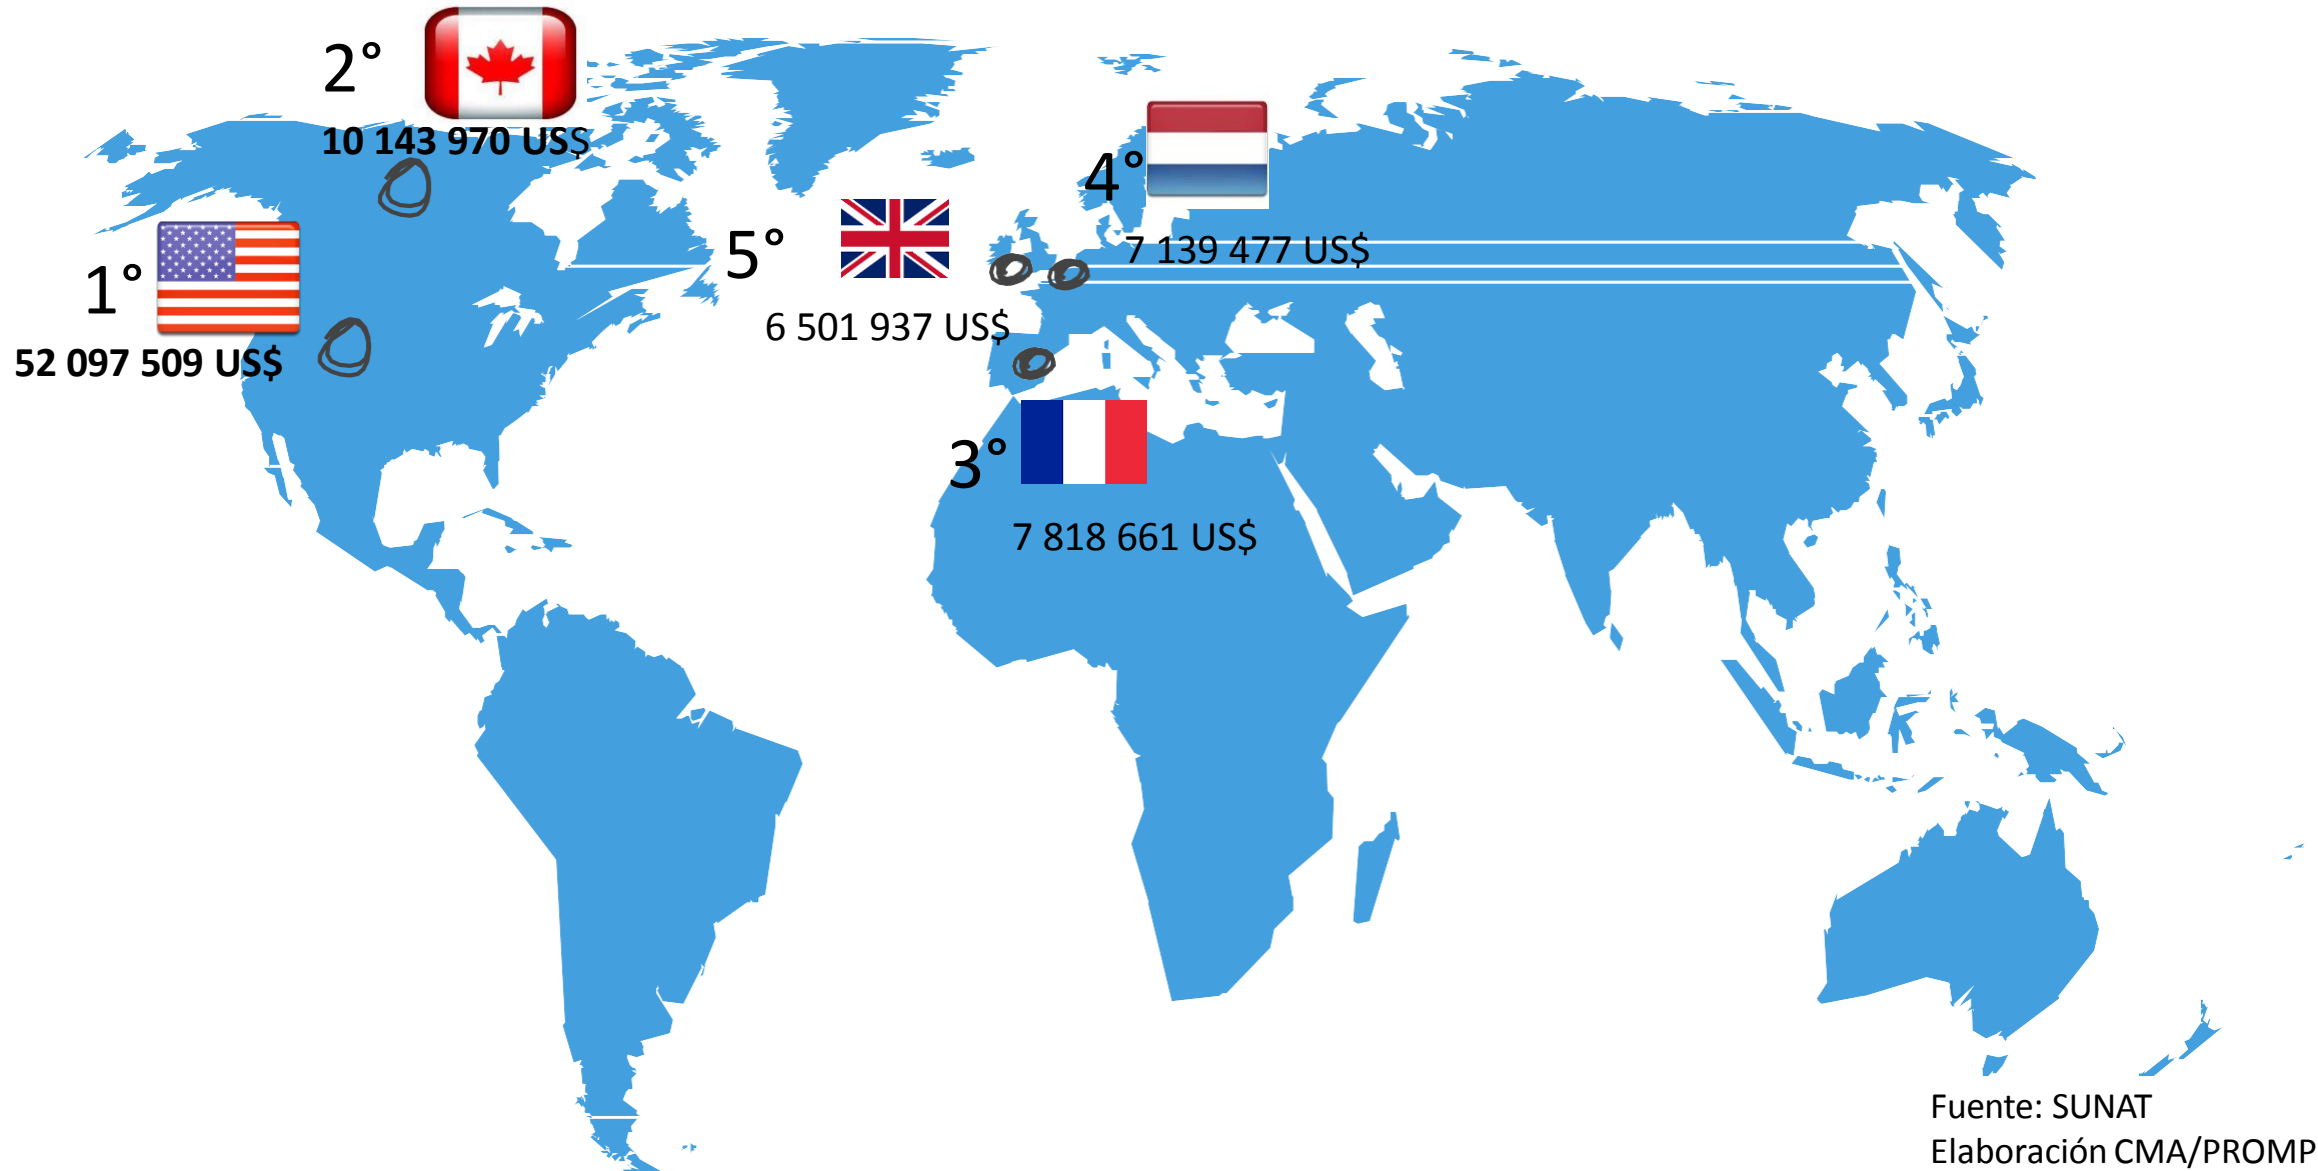 2°
10 143 970 US$
1°
52 097 509 US$
4°
7 139 477 US$
5°
6 501 937 US$
3°
7 818 661 US$
Fuente: SUNAT
Elaboración CMA/PROMP